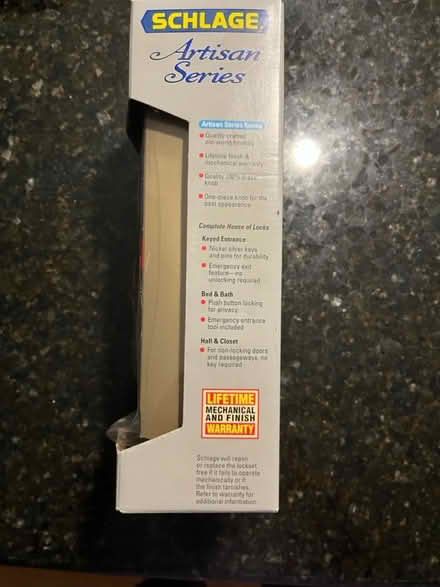 SCHLAGE
Artisan
Series
Artisan Series Knobs
Quality crafted
old-world finishes
Lifetime finish &
mechanical warranty
Quality 100% brass
knob
One-piece knob for the
best appearance
Complete House of Locks
Keyed Entrance
Nickel silver keys
and pins for durability
Emergency exit
feature—no
unlocking required
Bed & Bath
Push button locking
for privacy
Emergency entrance
tool included
Hall & Closet
For non-locking doors
and passageways, no
key required
LIFETIME
MECHANICAL
AND FINISH
WARRANTY
Schlage will repair
or replace the lockset
free if it fails to operate
mechanically or if
the finish tarnishes.
Refer to warranty for
additional information.